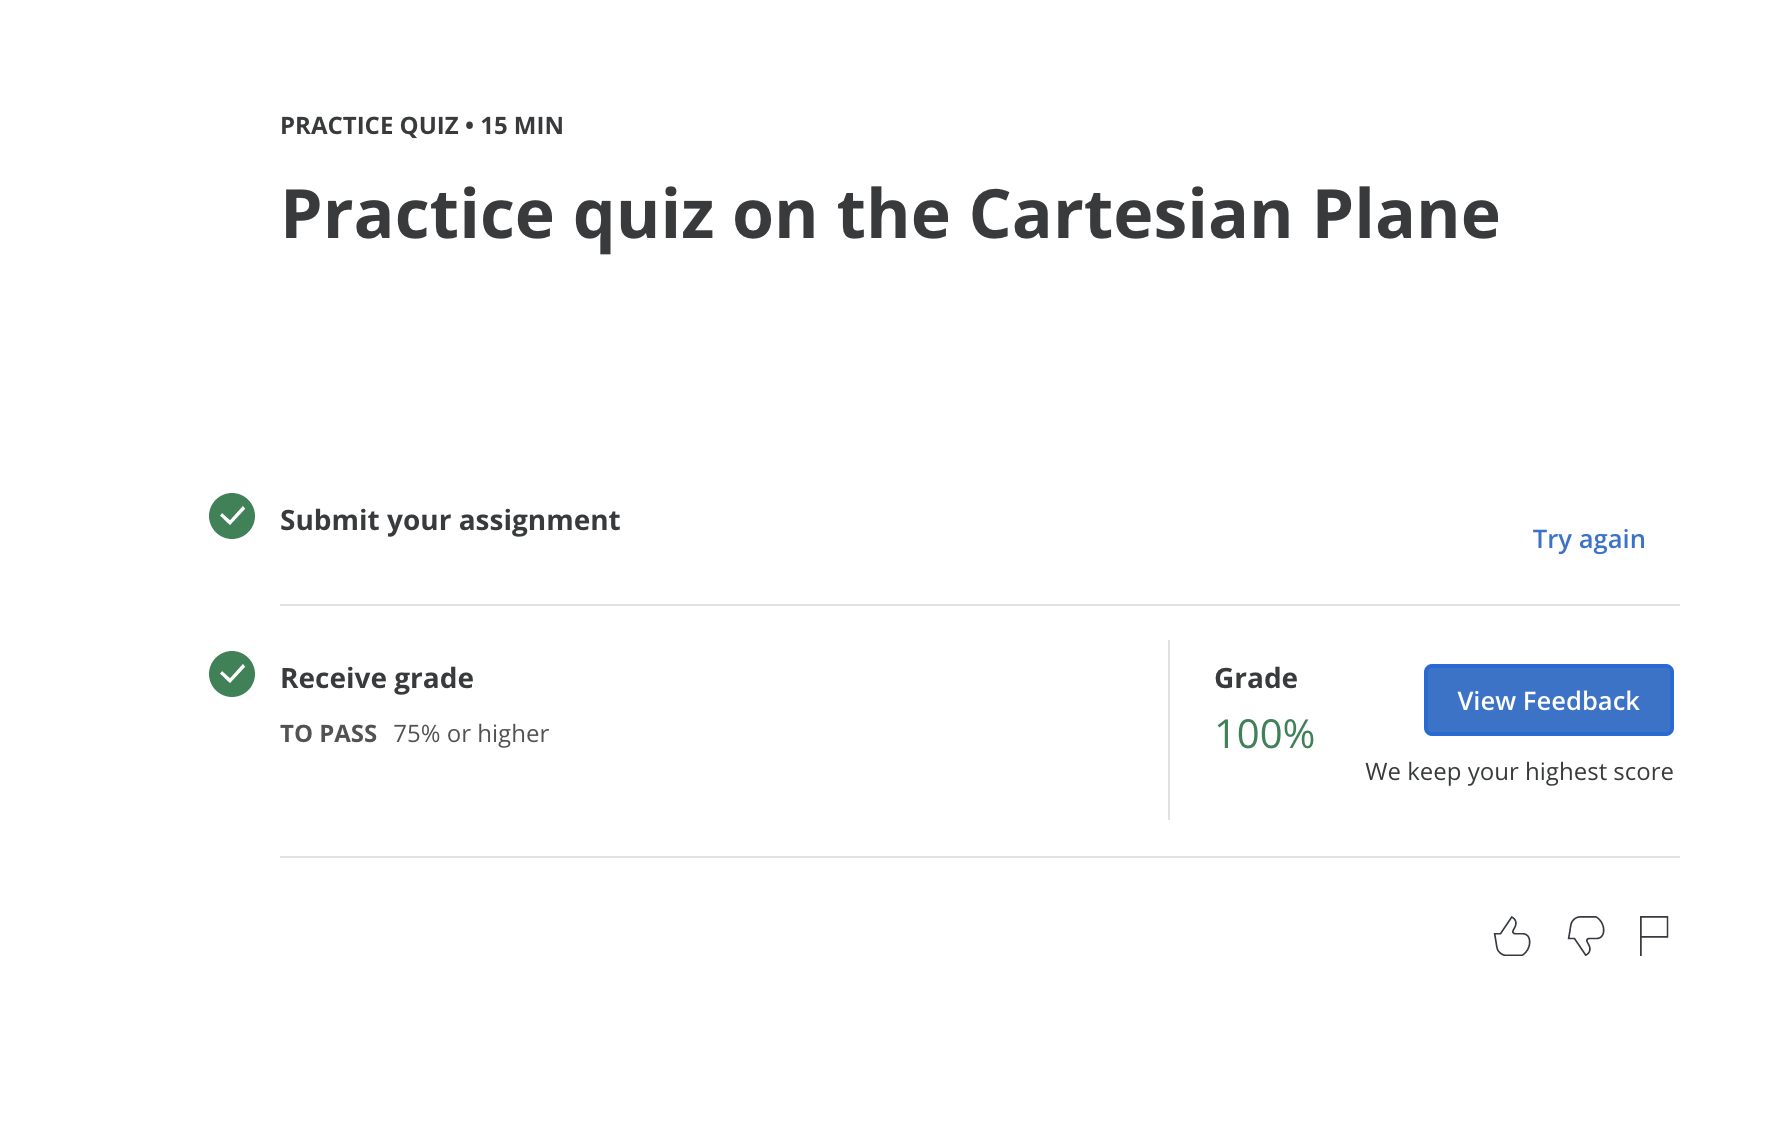 PRACTICE QUIZ • 15 MIN
Practice quiz on the Cartesian Plane
Submit your assignment
Try again
Receive grade
TO PASS 75% or higher
Grade
100%
View Feedback
We keep your highest score